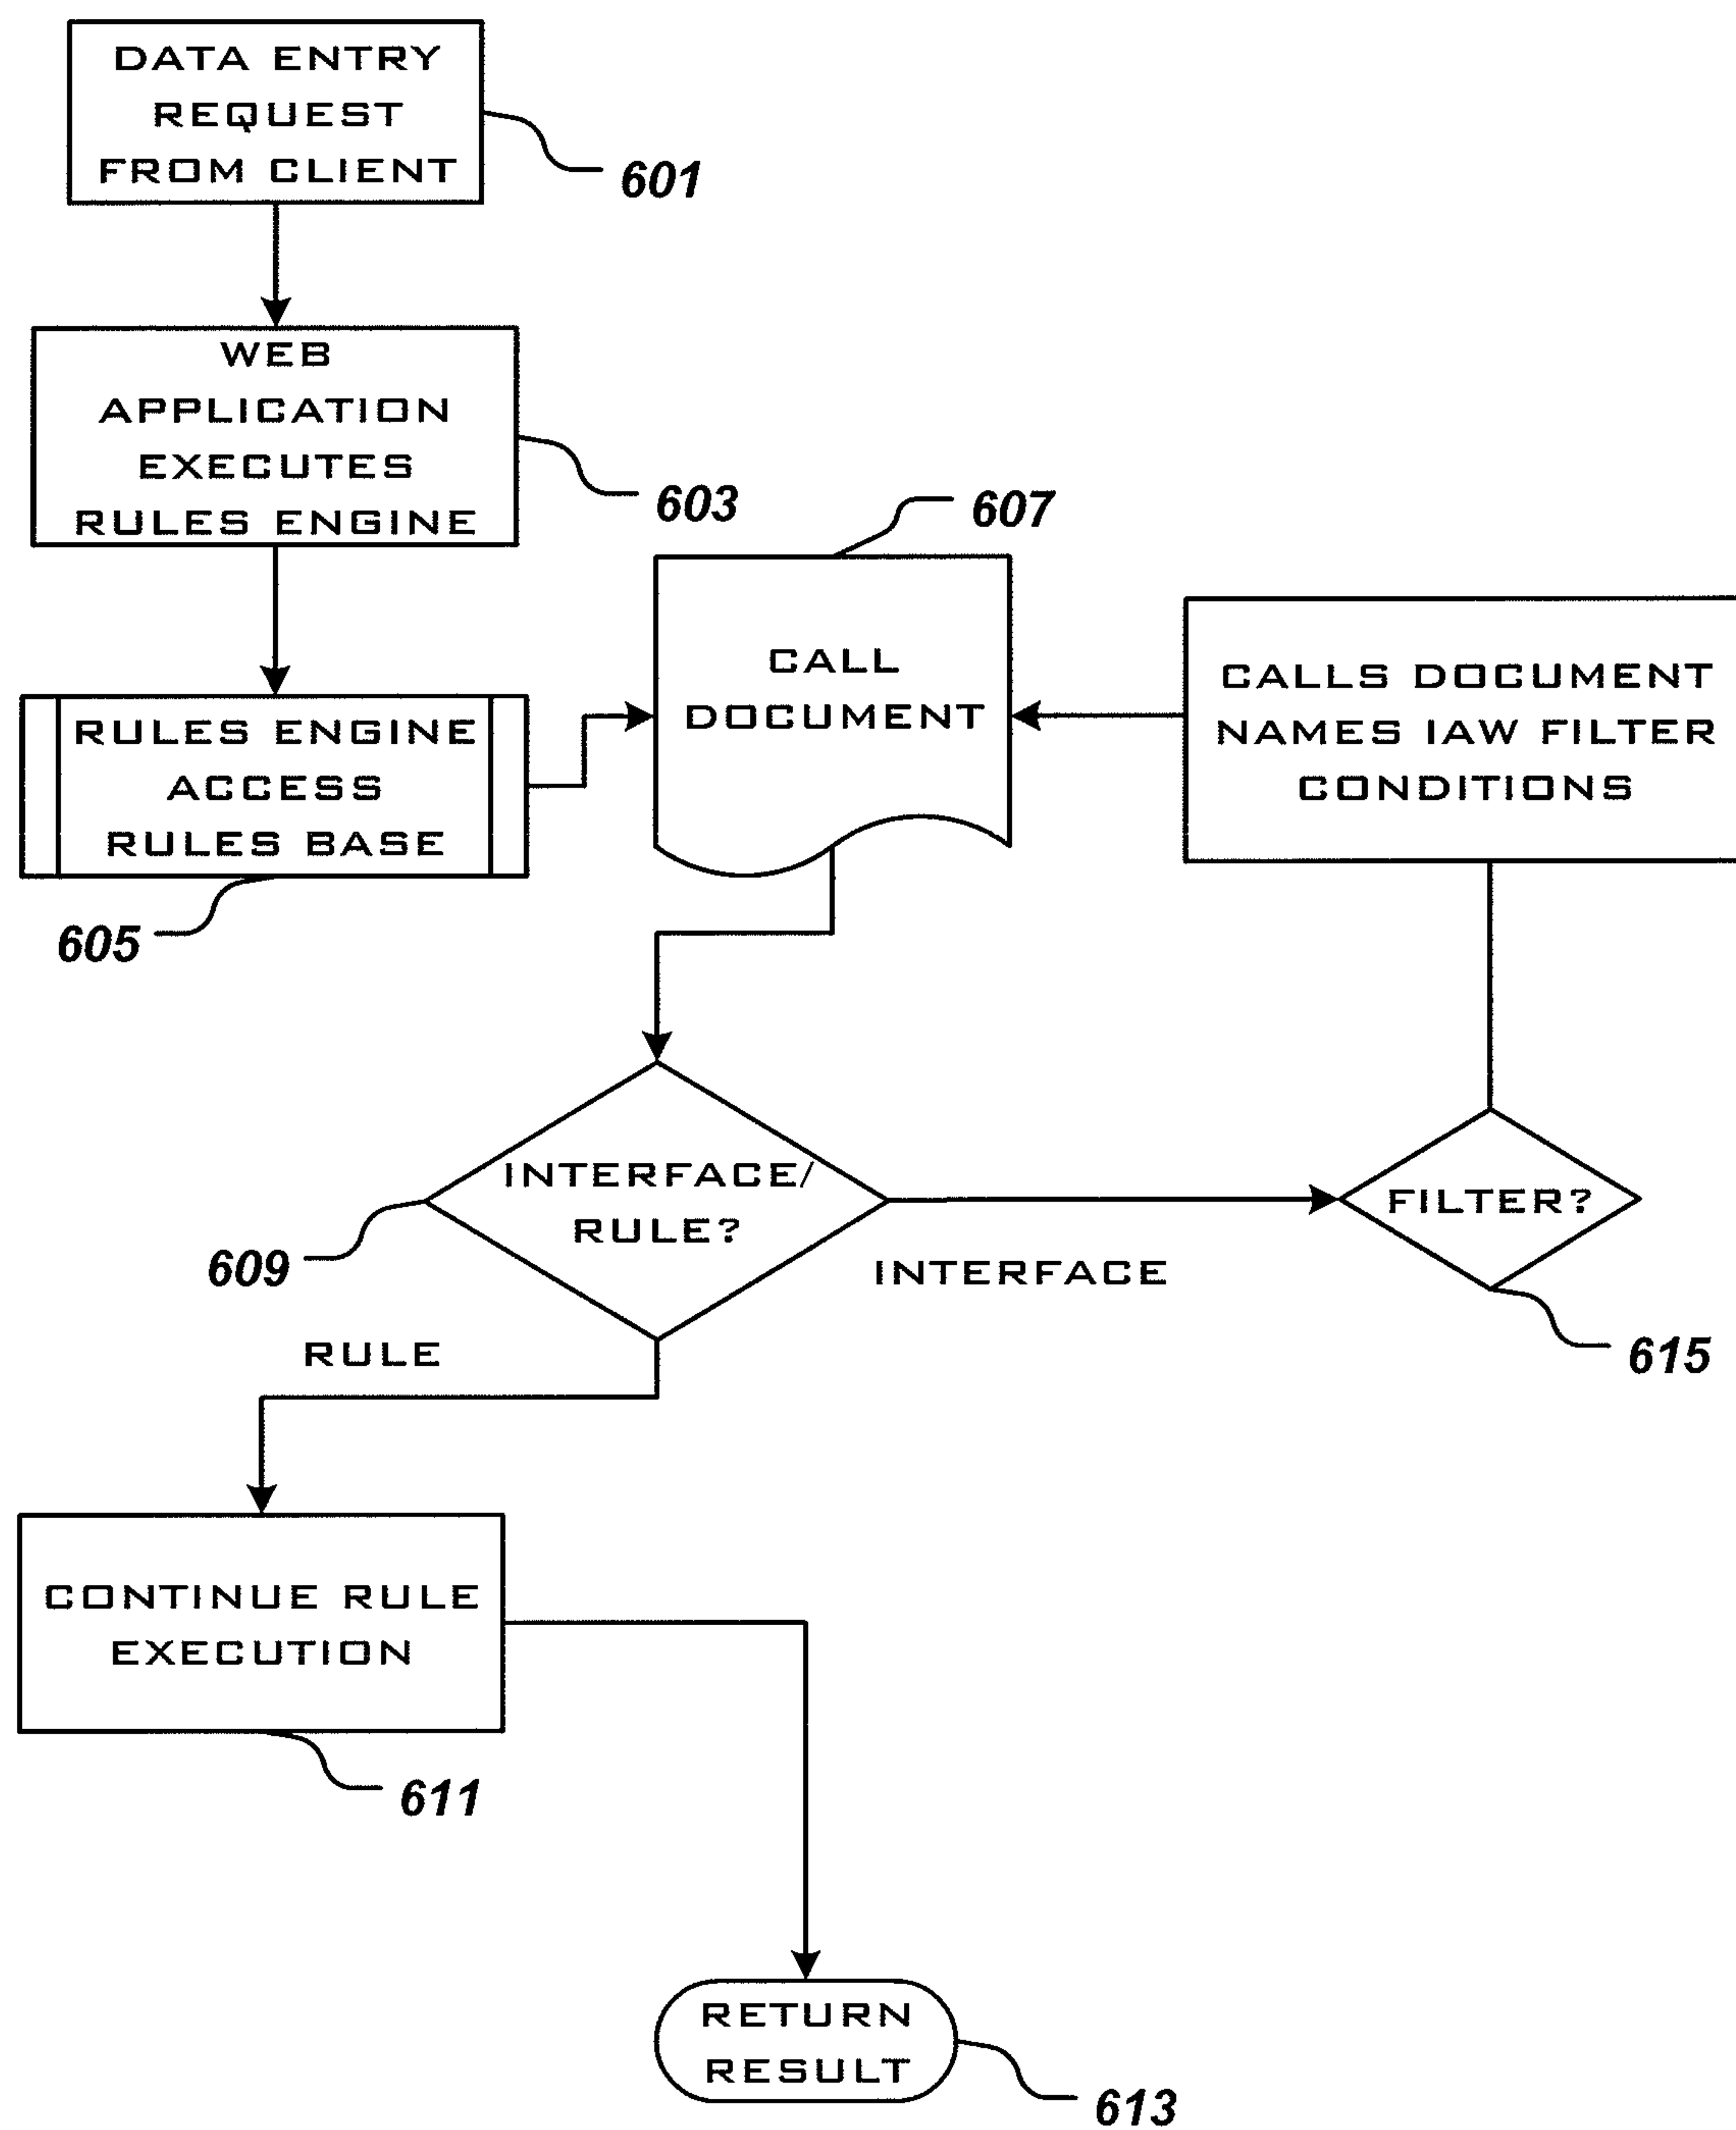 DATA ENTRY
REQUEST
FROM CLIENT
601
WEB
APPLICATION
EXECUTES
RULES ENGINE
603
607
CALL
DOCUMENT
CALLS DOCUMENT
NAMES IAW FILTER
CONDITIONS
RULES ENGINE
ACCESS
RULES BASE
605
INTERFACE/
RULE?
609
INTERFACE
FILTER?
615
RULE
CONTINUE RULE
EXECUTION
611
RETURN
RESULT
613